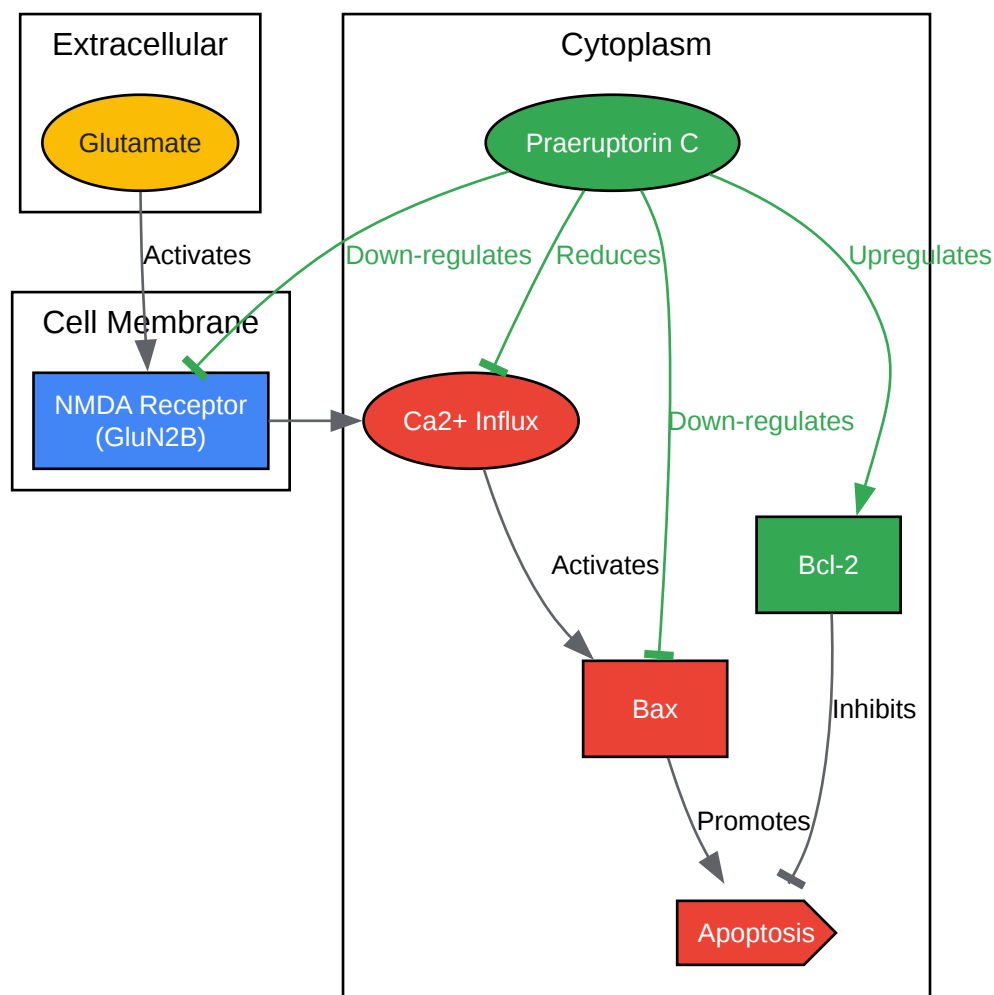 Extracellular
Cytoplasm
Glutamate
Praeruptorin C
Activates
Down-regulates
Reduces
Upregulates
Cell Membrane
NMDA Receptor
(GluN2B)
Ca2+ Influx
Down-regulates
Activates
Bcl-2
Bax
Inhibits
Promotes
Apoptosis